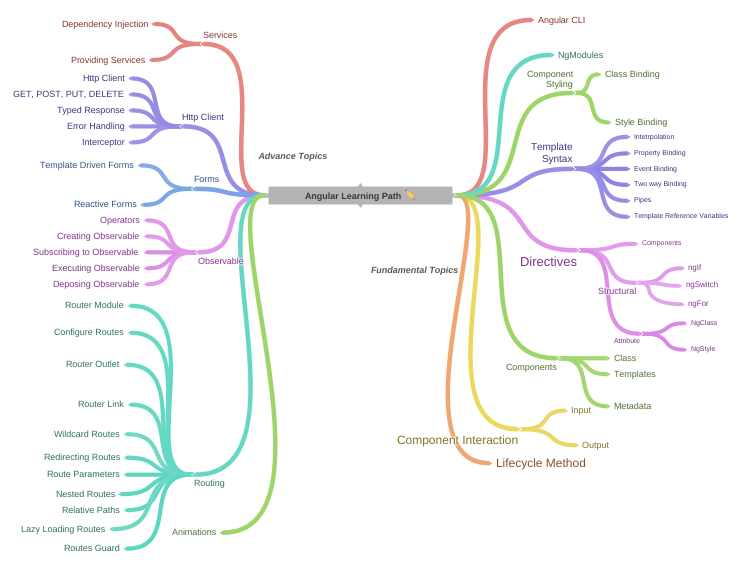 Angular Learning Path
Advance Topics
Services
Dependency Injection
Providing Services
Http Client
Http Client
GET, POST, PUT, DELETE
Typed Response
Error Handling
Interceptor
Forms
Template Driven Forms
Reactive Forms
Observable
Operators
Creating Observable
Subscribing to Observable
Executing Observable
Deposing Observable
Routing
Router Module
Configure Routes
Router Outlet
Router Link
Wildcard Routes
Redirecting Routes
Route Parameters
Nested Routes
Relative Paths
Lazy Loading Routes
Routes Guard
Animations
Fundamental Topics
Angular CLI
NgModules
Component
Styling
Class Binding
Style Binding
Template
Syntax
Intetrpolation
Property Binding
Event Binding
Two way Binding
Pipes
Template Reference Variables
Directives
Components
Structural
ngIf
ngSwitch
ngFor
Attribute
NgClass
NgStyle
Components
Class
Templates
Metadata
Component Interaction
Input
Output
Lifecycle Method